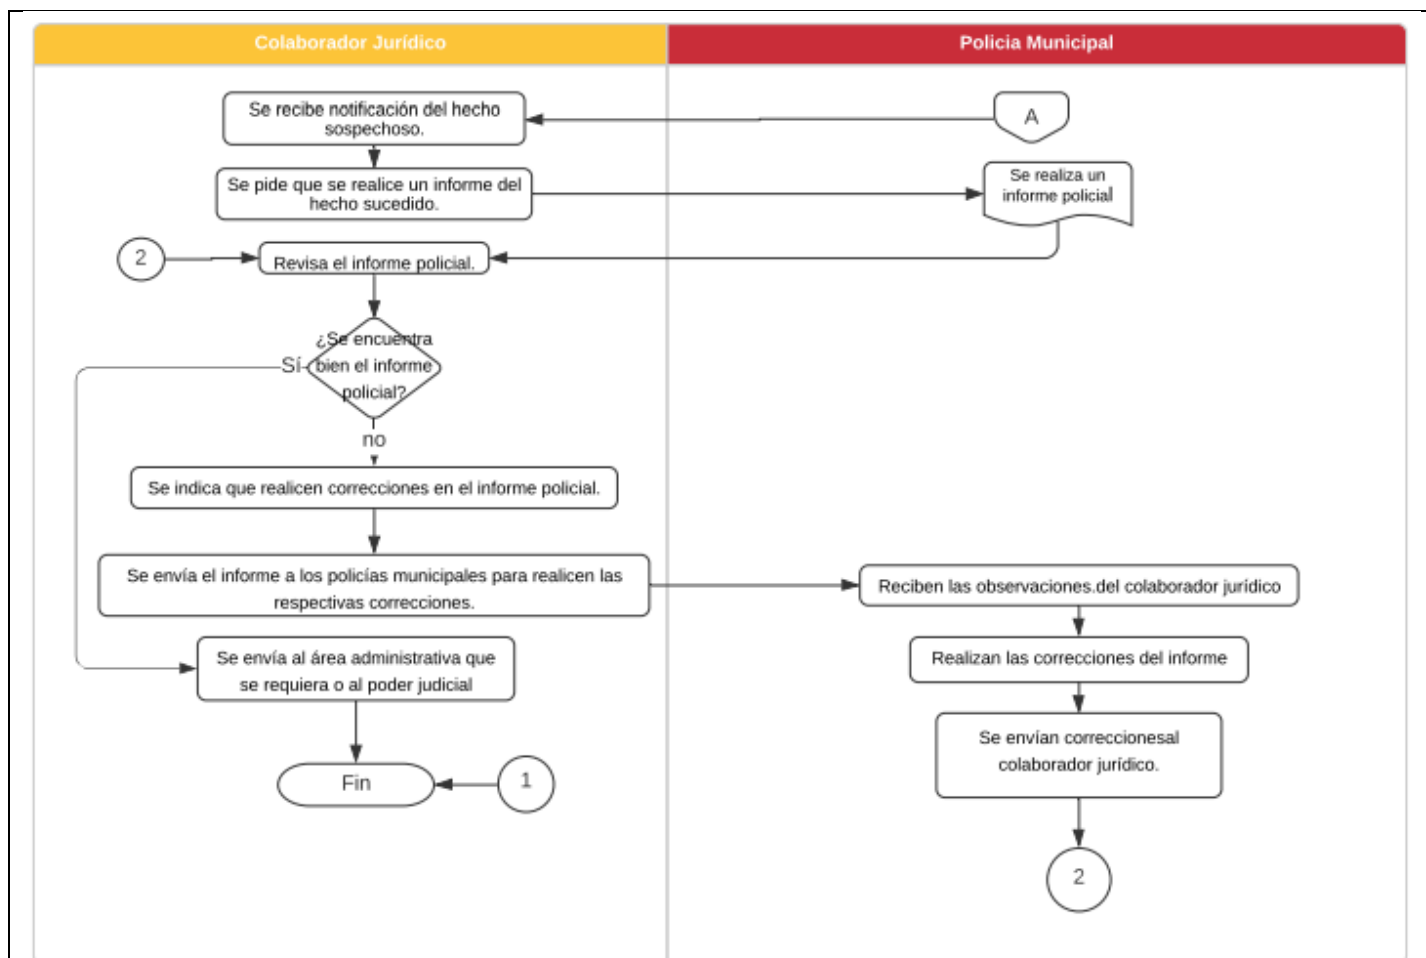 Colaborador Jurídico
Policia Municipal
Se recibe notificación del hecho
sospechoso.
A
Se pide que se realice un informe del
hecho sucedido.
Se realiza un
informe policial
2
Revisa el informe policial.
¿Se encuentra
bien el informe
policial?
Sí
no
Se indica que realicen correcciones en el informe policial.
Se envía el informe a los policías municipales para realicen las
respectivas correcciones.
Reciben las observaciones.del colaborador jurídico
Se envía al área administrativa que
se requiera o al poder judicial
Realizan las correcciones del informe
Se envían correccionesal
colaborador jurídico.
Fin
1
2